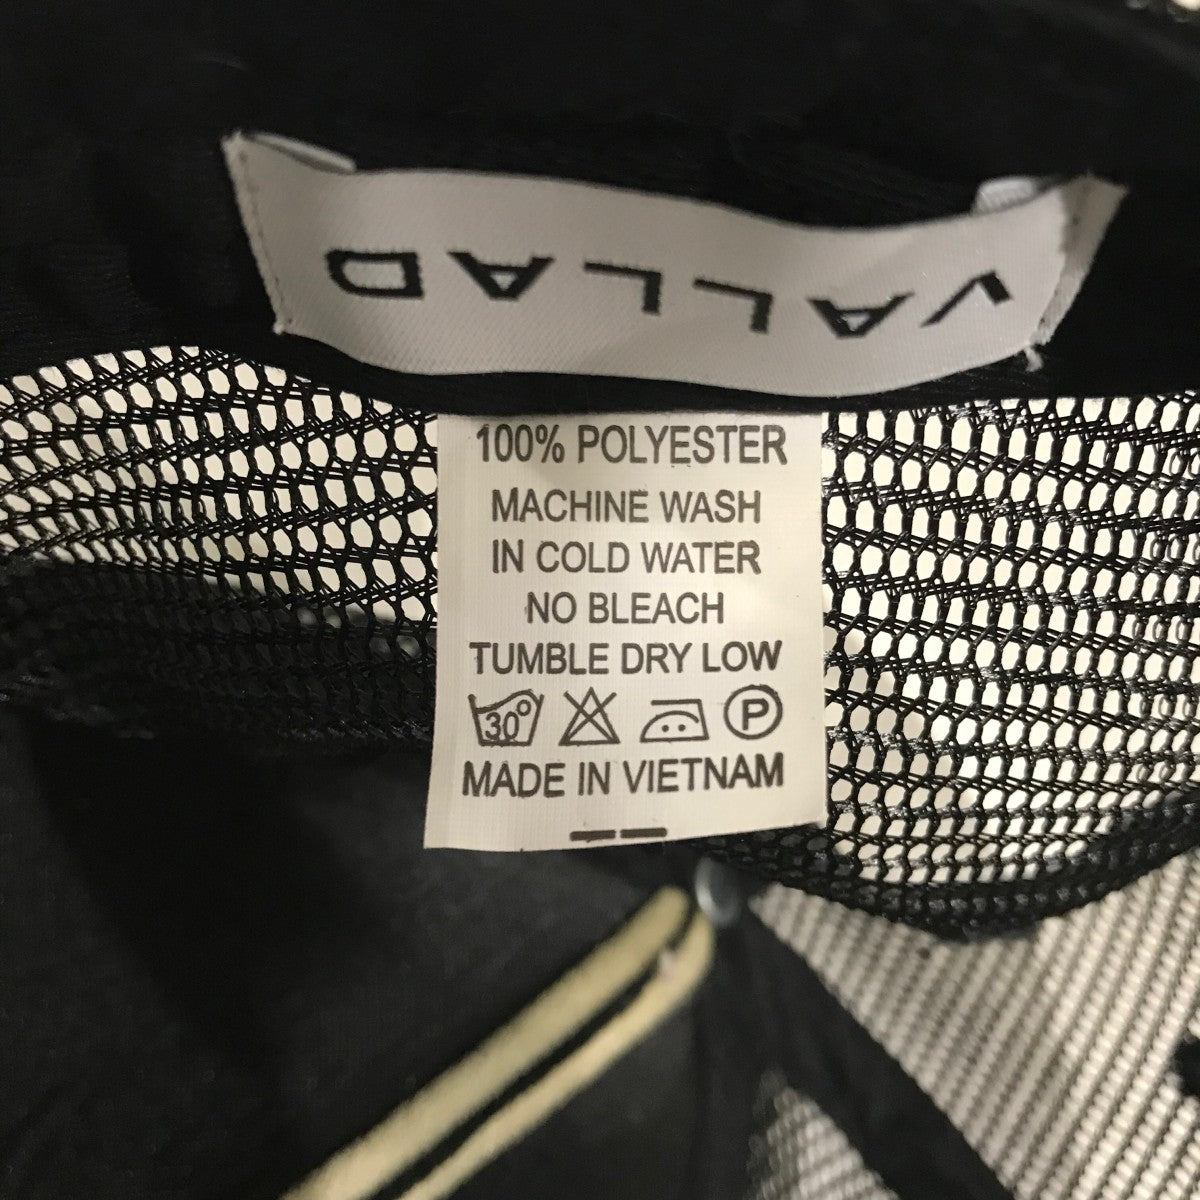 VALLAD
100% POLYESTER
MACHINE WASH
IN COLD WATER
NO BLEACH
TUMBLE DRY LOW
30° P
MADE IN VIETNAM